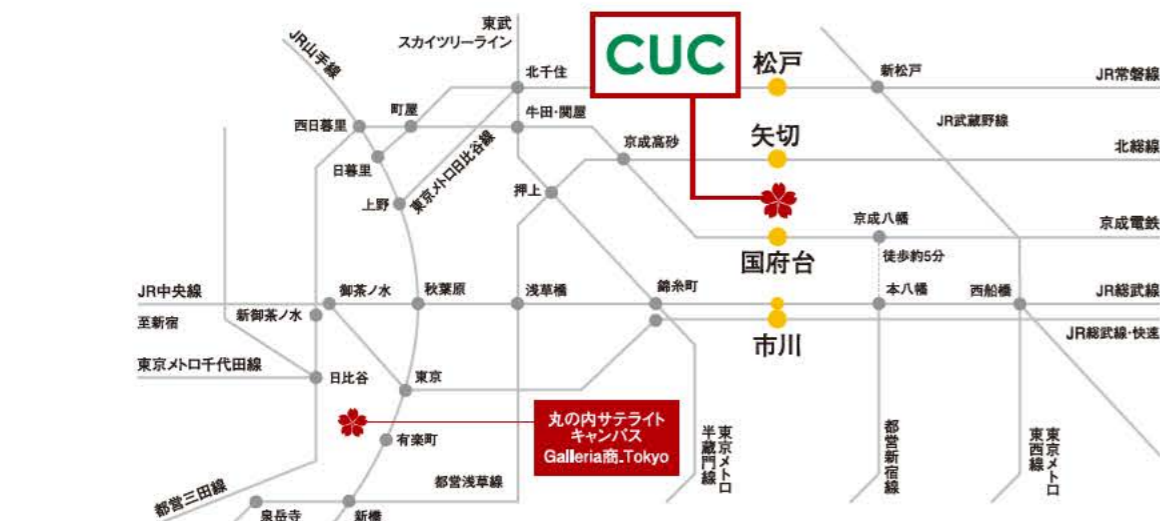 東武
スカイツリーライン
JR山手線
CUC
松戸
北千住
新松戸
JR常磐線
町屋
西日暮里
牛田・関屋
矢切
JR武蔵野線
京成高砂
北総線
日暮里
東京メトロ日比谷線
押上
上野
京成八幡
京成電鉄
国府台
徒歩約5分
JR中央線
御茶ノ水
秋葉原
浅草橋
錦糸町
本八幡
西船橋
JR総武線
至新宿
新御茶ノ水
市川
JR総武線・快速
東京メトロ千代田線
日比谷
東京
丸の内サテライト
キャンパス
Galleria商.Tokyo
有楽町
東京メトロ
半蔵門線
都営新宿線
東京メトロ
東西線
都営浅草線
都営三田線
泉岳寺
新橋